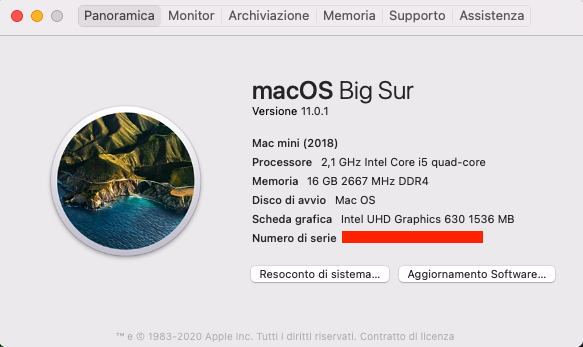 Panoramica Monitor Archiviazione Memoria Supporto Assistenza
macOS Big Sur
Versione 11.0.1
Mac mini (2018)
Processore 2,1 GHz Intel Core i5 quad-core
Memoria 16 GB 2667 MHz DDR4
Disco di avvio Mac OS
Scheda grafica Intel UHD Graphics 630 1536 MB
Numero di serie
Resoconto di sistema... Aggiornamento Software...
™ e © 1983-2020 Apple Inc. Tutti i diritti riservati. Contratto di licenza